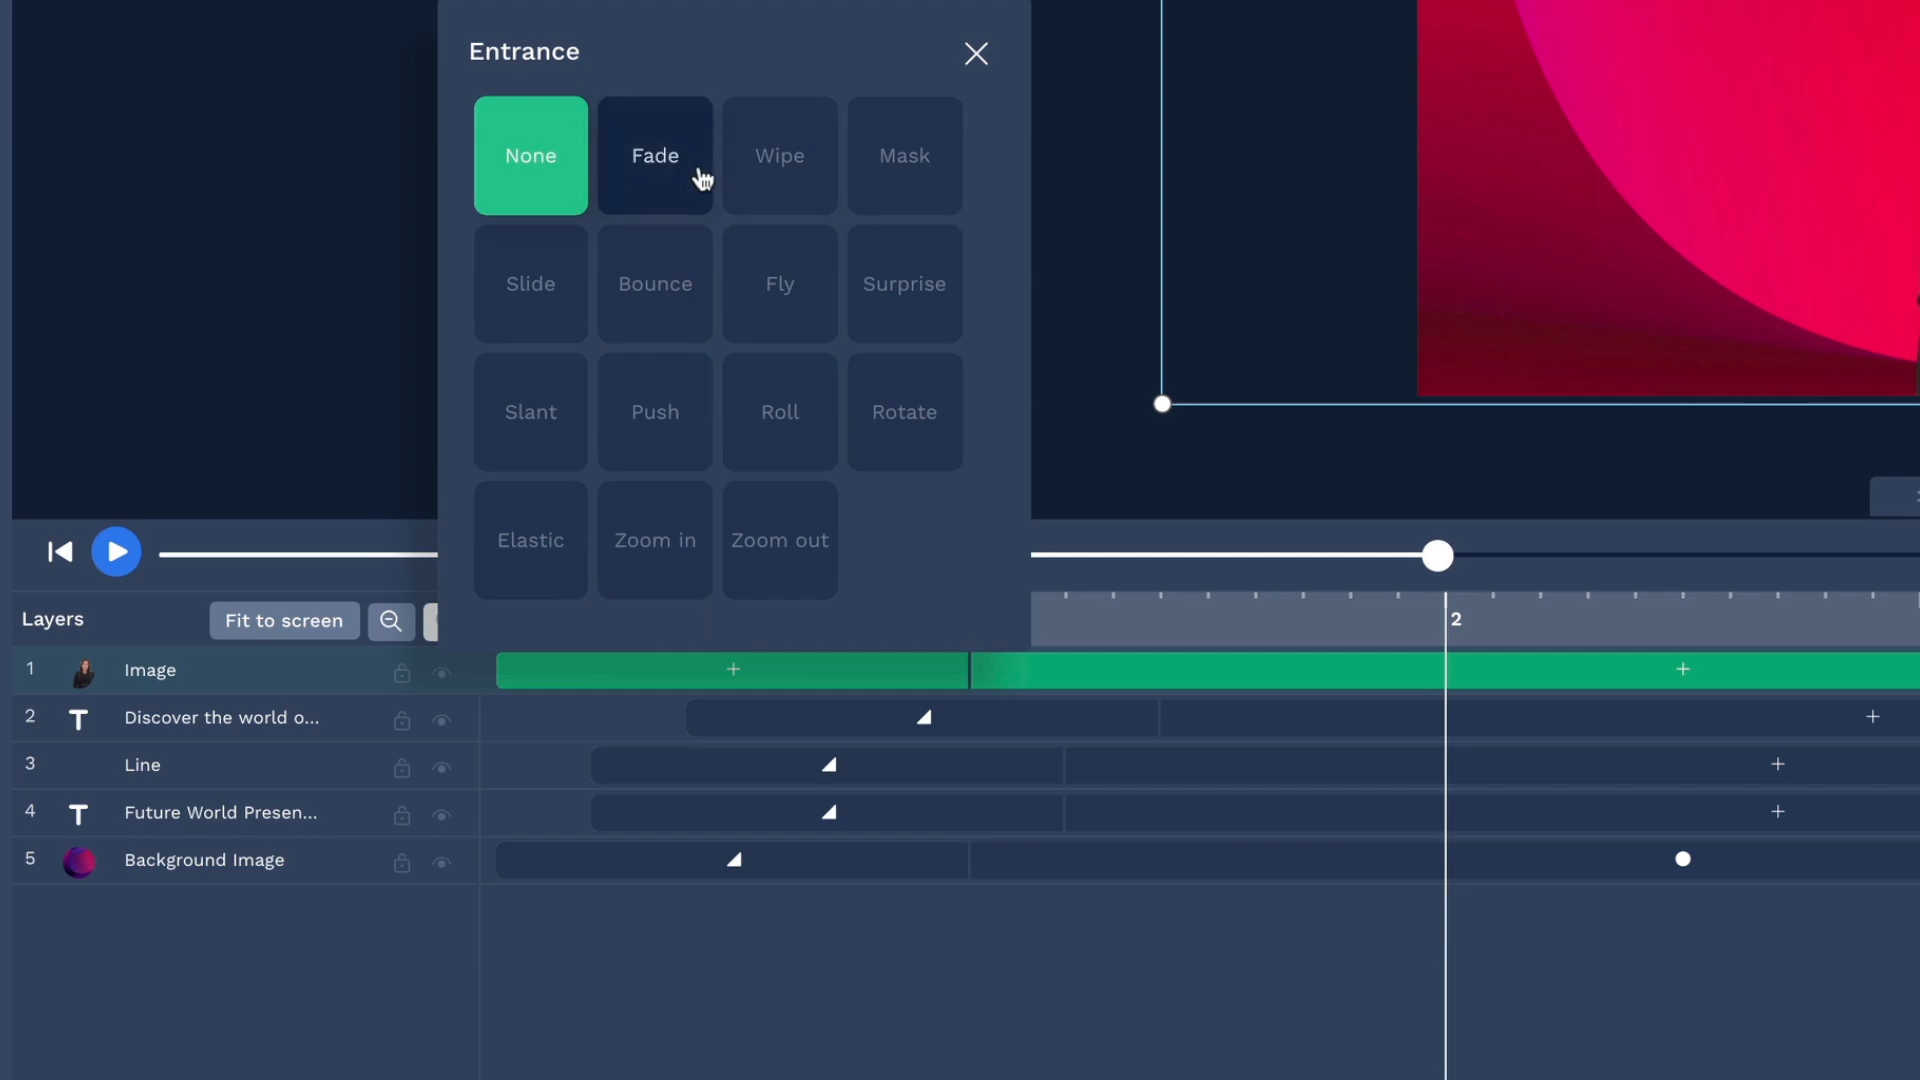 Entrance
None Fade Wipe Mask
Slide Bounce Fly Surprise
Slant Push Roll Rotate
Elastic Zoom in Zoom out
Layers Fit to screen 2
1 Image
2 T Discover the world o...
3 Line
4 T Future World Presen...
5 Background Image